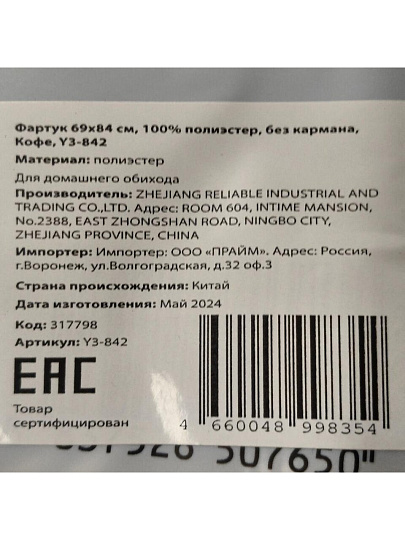 Фартук 69х84 см, 100% полиэстер, без кармана,
Кофе, Y3-842
Материал: полиэстер
Для домашнего обихода
Производитель: ZHEJIANG RELIABLE INDUSTRIAL AND
TRADING CO.,LTD. Адрес: ROOM 604, INTIME MANSION,
No.2388, EAST ZHONGSHAN ROAD, NINGBO CITY,
ZHEJIANG PROVINCE, CHINA
Импортер: Импортер: ООО «ПРАЙМ». Адрес: Россия,
г.Воронеж, ул.Волгоградская, д.32 оф.3
Страна происхождения: Китай
Дата изготовления: Май 2024
Код: 317798
Артикул: Y3-842
EAC
Товар
сертифицирован
4 660048 998354
507650